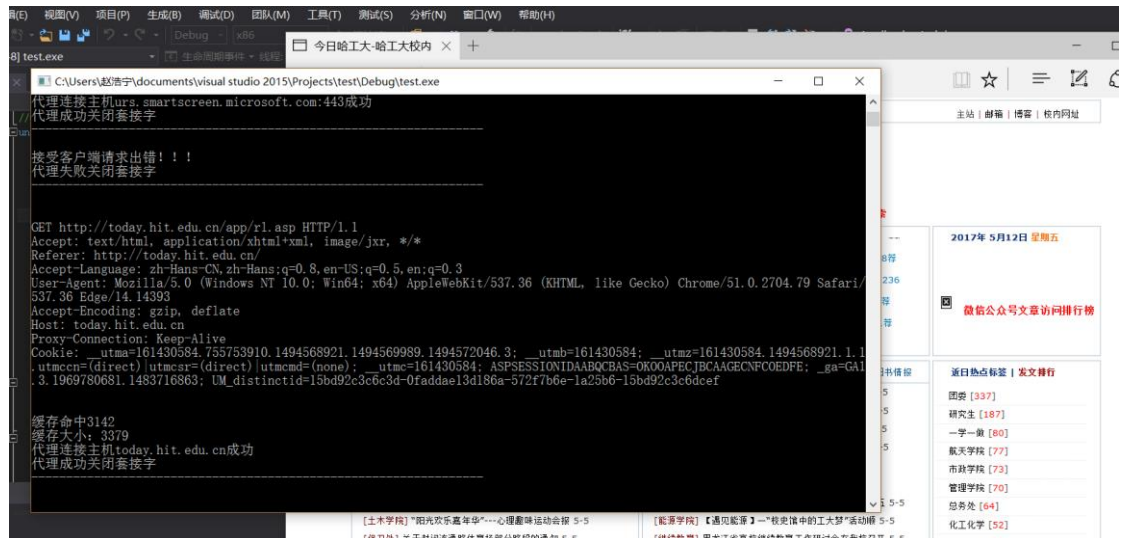 视图(V) 项目(P) 生成(B) 调试(D) 团队(M) 工具(T) 测试(S) 分析(N) 窗口(W) 帮助(H)
Debug x86
test.exe 生命周期事件 线程:
今日哈工大-哈工大校内
C:\Users\赵浩宁\documents\visual studio 2015\Projects\test\Debug\test.exe
代理连接主机urs.smartscreen.microsoft.com:443成功
代理成功关闭套接字
接受客户端请求出错!!!
代理失败关闭套接字
GET http://today.hit.edu.cn/app/rl.asp HTTP/1.1
Accept: text/html, application/xhtml+xml, image/jxr, */*
Referer: http://today.hit.edu.cn/
Accept-Language: zh-Hans-CN,zh-Hans;q=0.8,en-US;q=0.5,en;q=0.3
User-Agent: Mozilla/5.0 (Windows NT 10.0; Win64; x64) AppleWebKit/537.36 (KHTML, like Gecko) Chrome/51.0.2704.79 Safari/
537.36 Edge/14.14393
Accept-Encoding: gzip, deflate
Host: today.hit.edu.cn
Proxy-Connection: Keep-Alive
Cookie: __utma=161430584.755753910.1494568921.1494569989.1494572046.3; __utmb=161430584; __utmz=161430584.1494568921.1.1
.utmccn=(direct)|utmcsr=(direct)|utmcmd=(none); __utmc=161430584; ASPSESSIONIDAABQCBAS=OKOOAPECJBCAAGECNFCOEDFE; _ga=GA1
.3.1969780681.1483716863; UM_distinctid=15bd92c3c6c3d-0faddae13d186a-572f7b6e-1a25b6-15bd92c3c6dcef
缓存命中3142
缓存大小: 3379
代理连接主机today.hit.edu.cn成功
代理成功关闭套接字
主站 | 邮箱 | 博客 | 校内网址
2017年 5月12日 星期五
236
微信公众号文章访问排行榜
近日热点标签 | 发文排行
团委 [337]
研究生 [187]
一学一做 [80]
航天学院 [77]
市政学院 [73]
管理学院 [70]
总务处 [64]
化工化学 [52]
5-5
[土木学院] "阳光欢乐嘉年华"---心理趣味运动会报 5-5
[能源学院] 【遇见能源】—"校史馆中的工大梦"活动顺 5-5